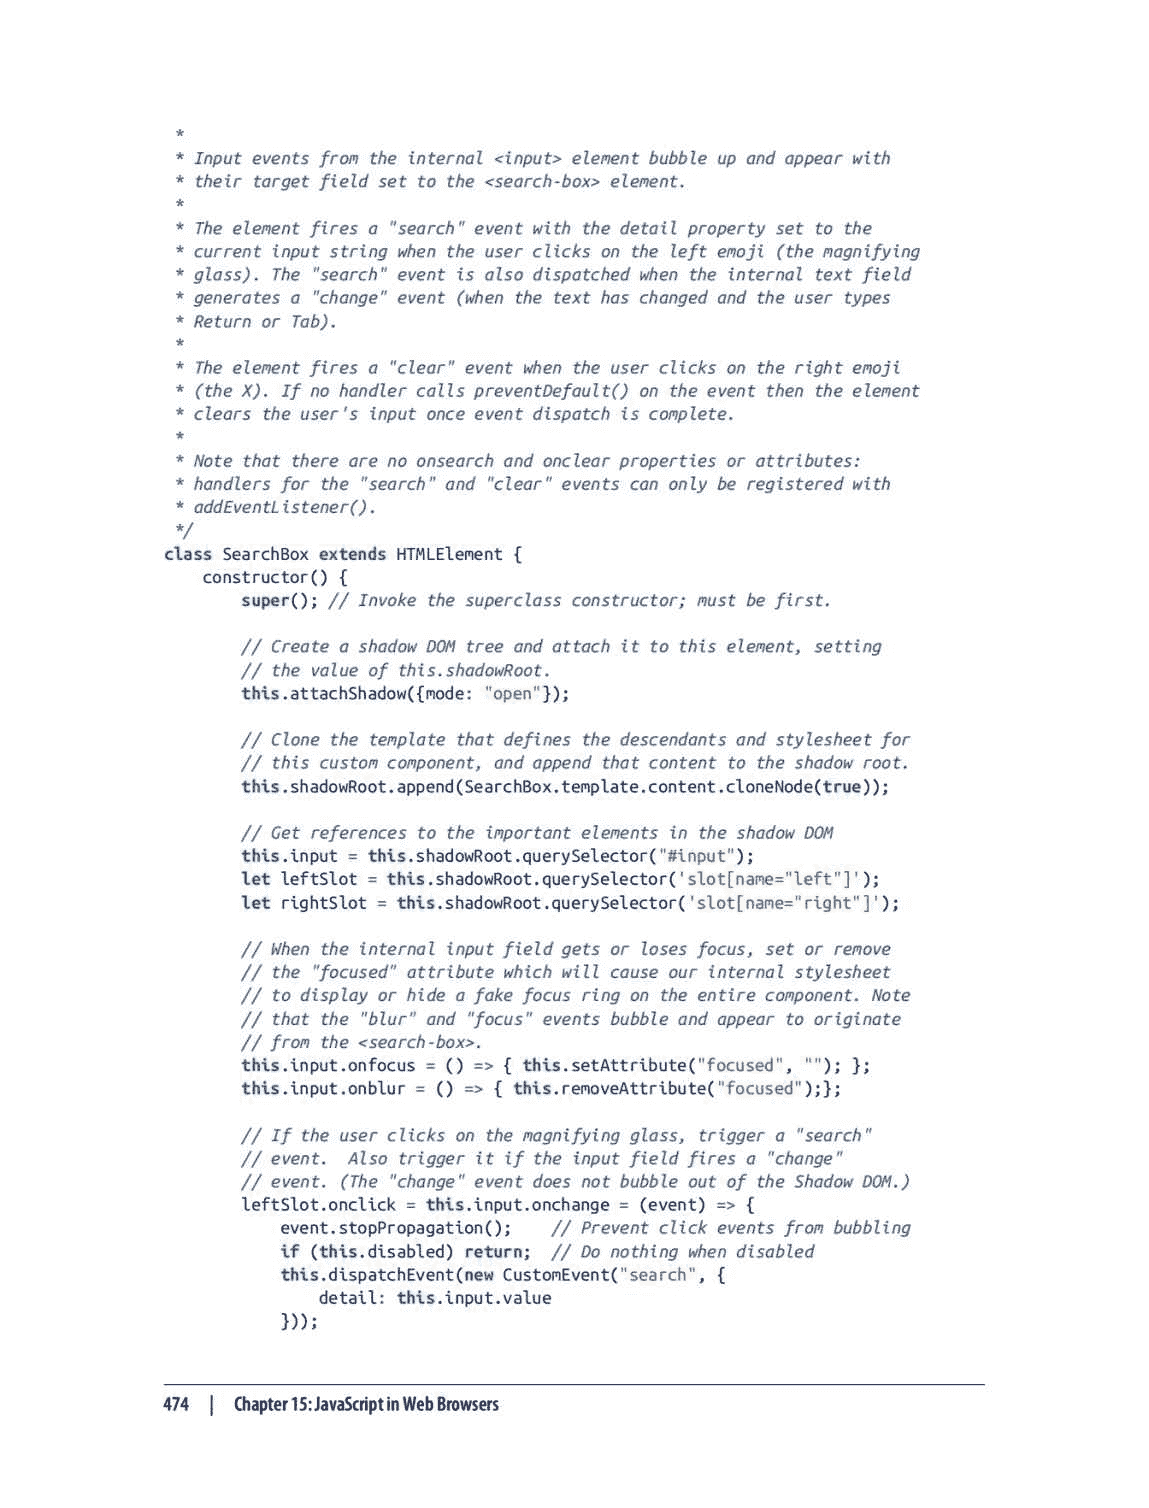 *
 * Input events from the internal <input> element bubble up and appear with
 * their target field set to the <search-box> element.
 *
 * The element fires a "search" event with the detail property set to the
 * current input string when the user clicks on the left emoji (the magnifying
 * glass). The "search" event is also dispatched when the internal text field
 * generates a "change" event (when the text has changed and the user types
 * Return or Tab).
 *
 * The element fires a "clear" event when the user clicks on the right emoji
 * (the X). If no handler calls preventDefault() on the event then the element
 * clears the user's input once event dispatch is complete.
 *
 * Note that there are no onsearch and onclear properties or attributes:
 * handlers for the "search" and "clear" events can only be registered with
 * addEventListener().
 */
class SearchBox extends HTMLElement {
    constructor() {
        super(); // Invoke the superclass constructor; must be first.

        // Create a shadow DOM tree and attach it to this element, setting
        // the value of this.shadowRoot.
        this.attachShadow({mode: "open"});

        // Clone the template that defines the descendants and stylesheet for
        // this custom component, and append that content to the shadow root.
        this.shadowRoot.append(SearchBox.template.content.cloneNode(true));

        // Get references to the important elements in the shadow DOM
        this.input = this.shadowRoot.querySelector("#input");
        let leftSlot = this.shadowRoot.querySelector('slot[name="left"]');
        let rightSlot = this.shadowRoot.querySelector('slot[name="right"]');

        // When the internal input field gets or loses focus, set or remove
        // the "focused" attribute which will cause our internal stylesheet
        // to display or hide a fake focus ring on the entire component. Note
        // that the "blur" and "focus" events bubble and appear to originate
        // from the <search-box>.
        this.input.onfocus = () => { this.setAttribute("focused", ""); };
        this.input.onblur = () => { this.removeAttribute("focused");};

        // If the user clicks on the magnifying glass, trigger a "search"
        // event.  Also trigger it if the input field fires a "change"
        // event. (The "change" event does not bubble out of the Shadow DOM.)
        leftSlot.onclick = this.input.onchange = (event) => {
            event.stopPropagation();    // Prevent click events from bubbling
            if (this.disabled) return;  // Do nothing when disabled
            this.dispatchEvent(new CustomEvent("search", {
                detail: this.input.value
            }));

474 | Chapter 15: JavaScript in Web Browsers